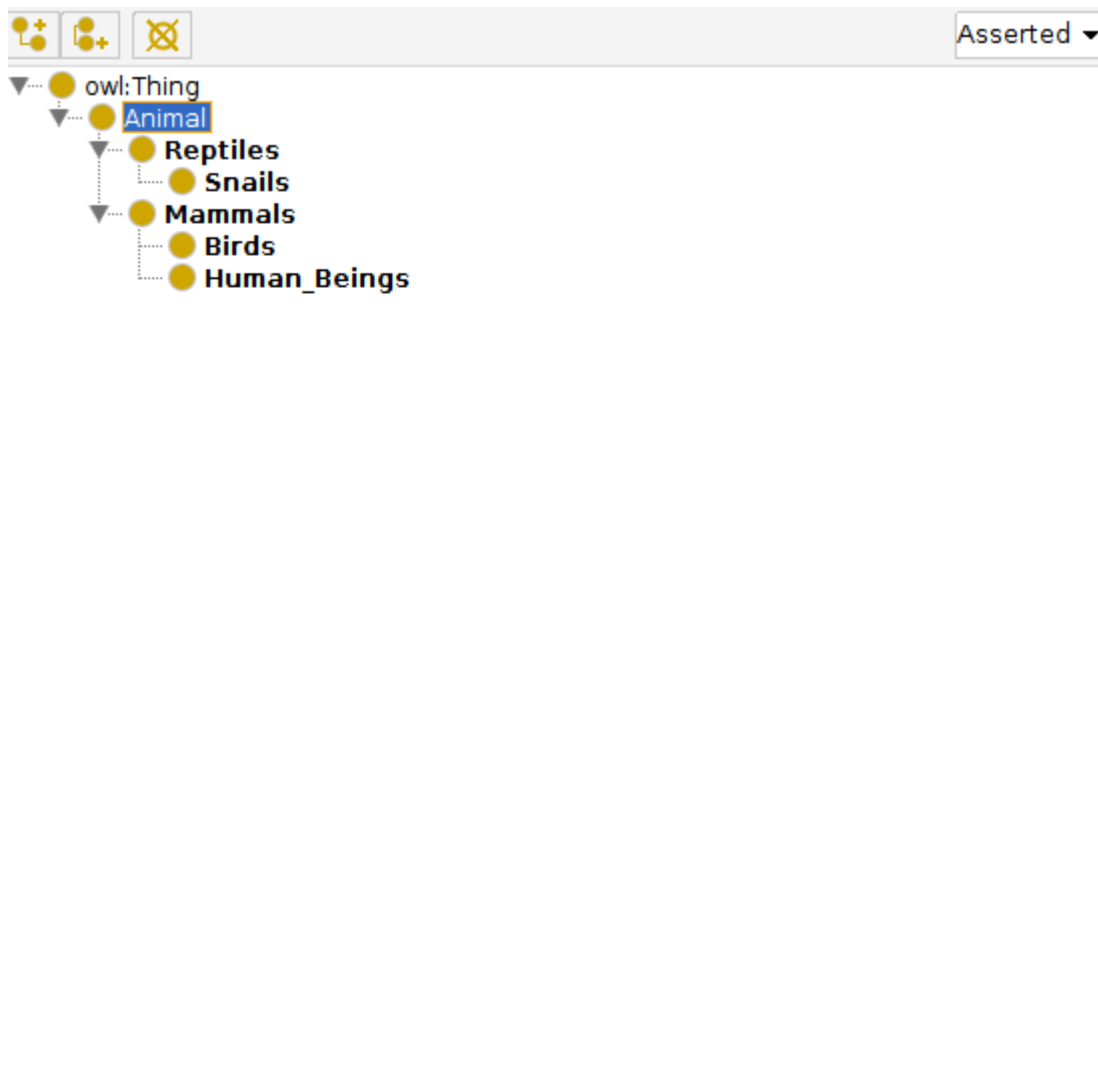 Asserted
owl:Thing
Animal
Reptiles
Snails
Mammals
Birds
Human_Beings